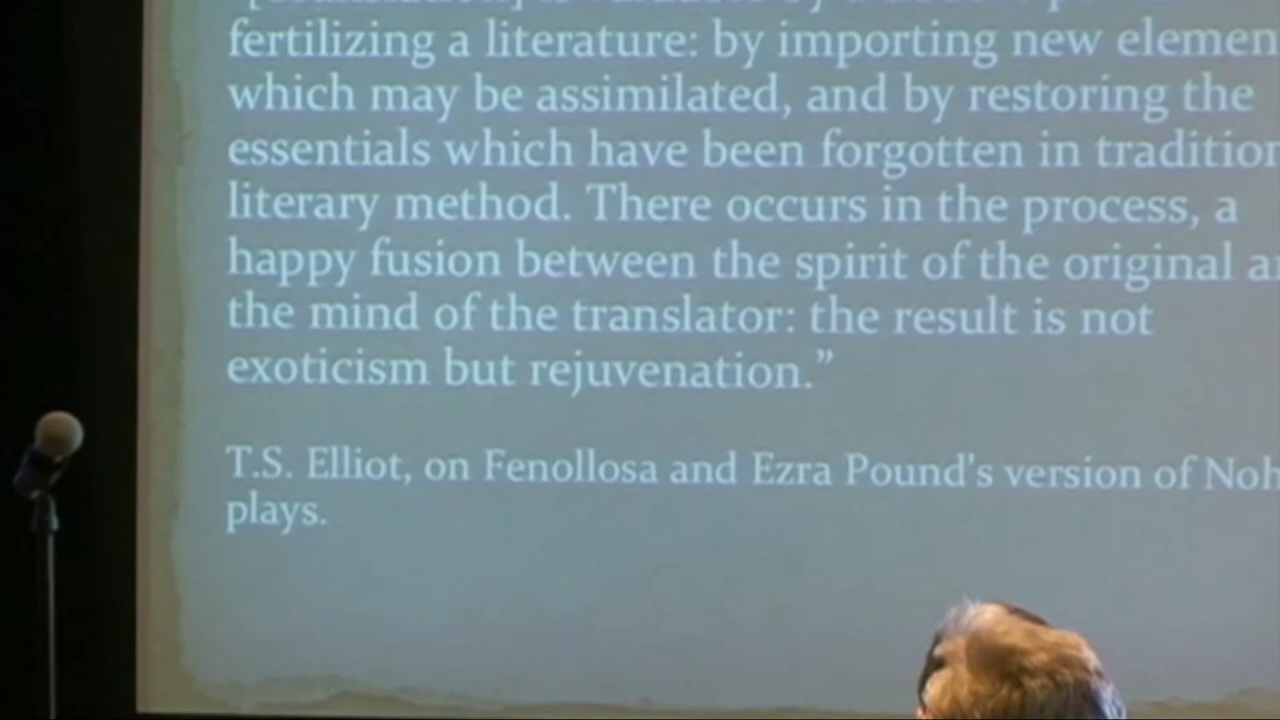 fertilizing a literature: by importing new elemen
which may be assimilated, and by restoring the
essentials which have been forgotten in tradition
literary method. There occurs in the process, a
happy fusion between the spirit of the original an
the mind of the translator: the result is not
exoticism but rejuvenation.”
T.S. Elliot, on Fenollosa and Ezra Pound's version of Noh
plays.